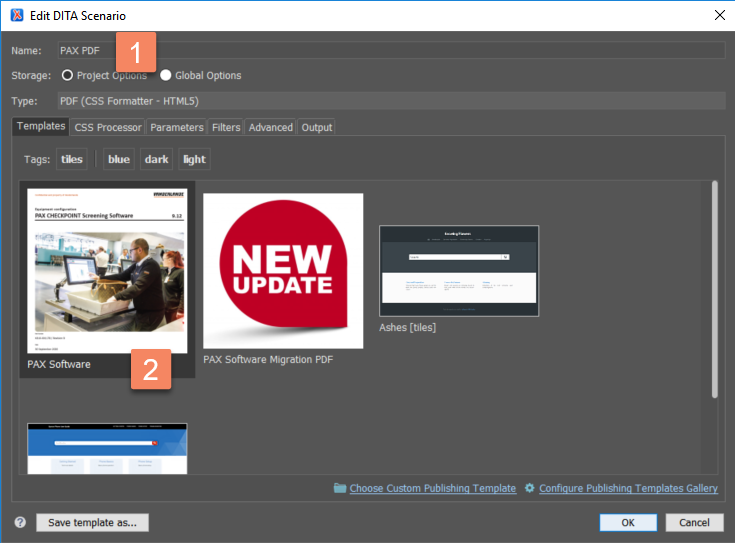 Edit DITA Scenario
Name: PAX PDF
1
Storage: Project Options Global Options
Type: PDF (CSS Formatter - HTML5)
Templates CSS Processor Parameters Filters Advanced Output
Tags: tiles blue dark light
VANDERLANDE
Equipment configuration
PAX CHECKPOINT Screening Software 9.12
NEW
UPDATE
Ashes [tiles]
PAX Software Migration PDF
PAX Software
2
Choose Custom Publishing Template Configure Publishing Templates Gallery
? Save template as... OK Cancel